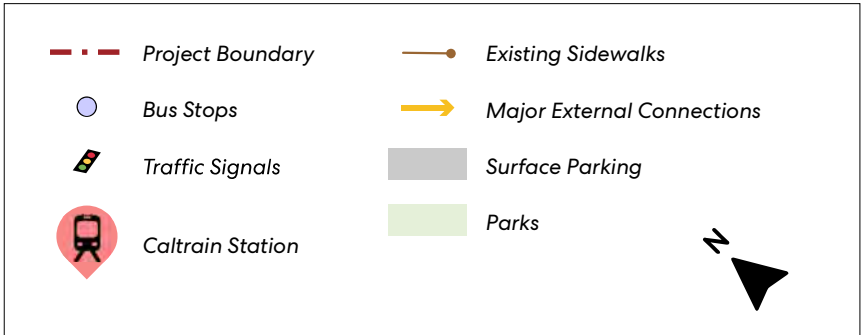 Project Boundary
Bus Stops
Traffic Signals
Caltrain Station
Existing Sidewalks
Major External Connections
Surface Parking
Parks
N